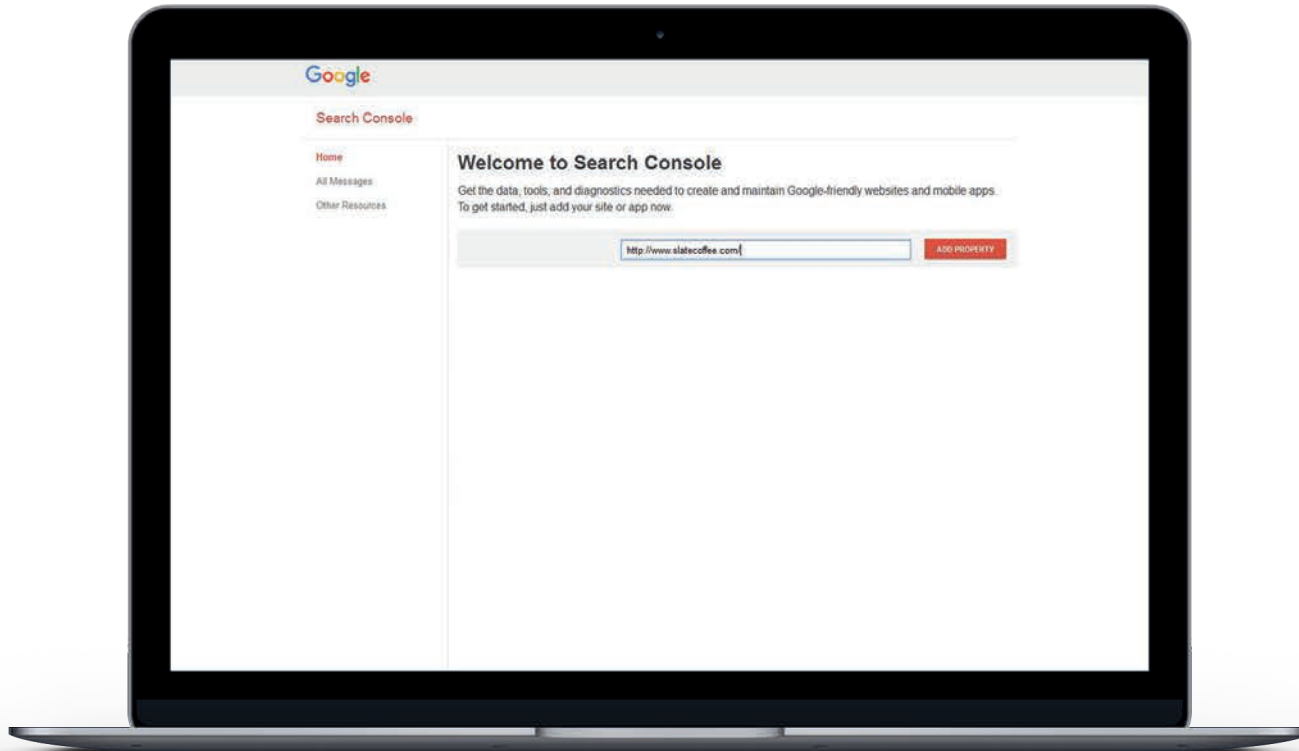 Google
Search Console
Home
All Messages
Other Resources
Welcome to Search Console
Get the data, tools, and diagnostics needed to create and maintain Google-friendly websites and mobile apps.
To get started, just add your site or app now.
http://www.slatecoffee.com/
ADD PROPERTY